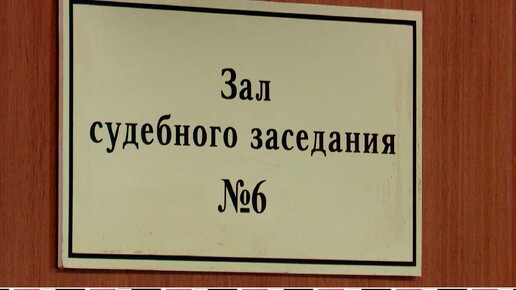 Зал
судебного заседания
№6